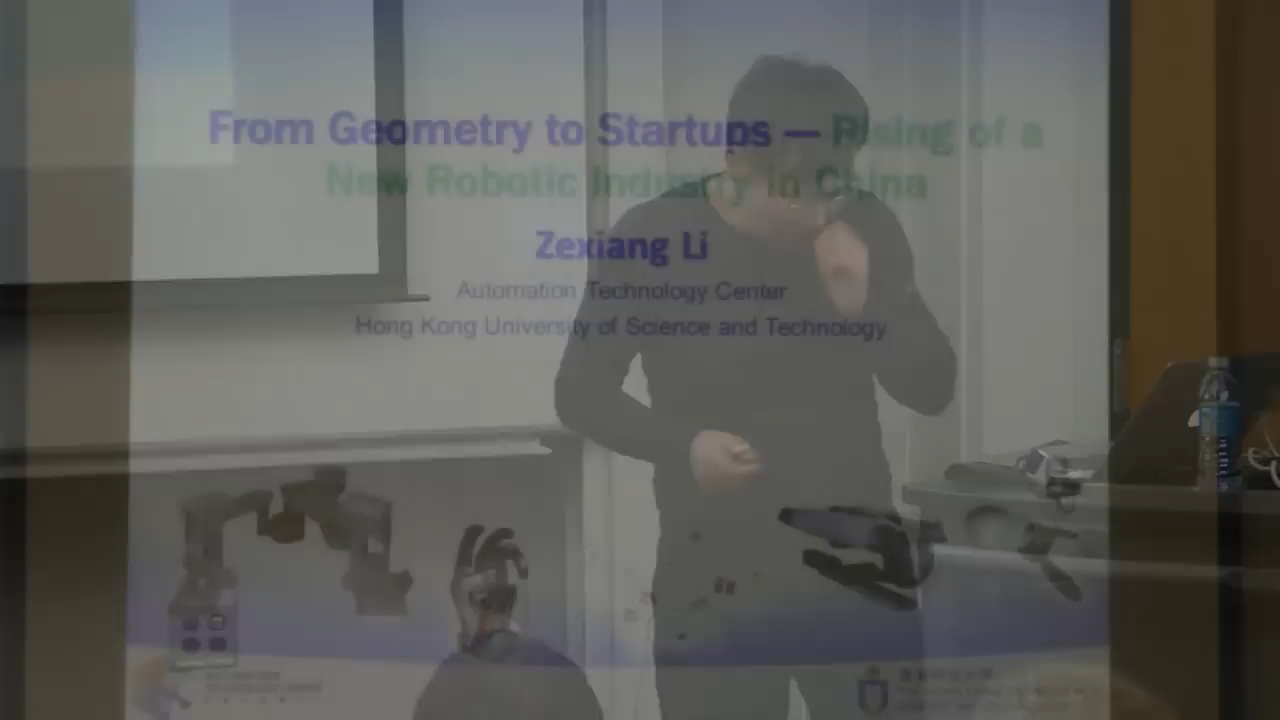 From Geometry to Startups — Rising of a
New Robotic Industry in China
Zexiang Li
Automation Technology Center
Hong Kong University of Science and Technology